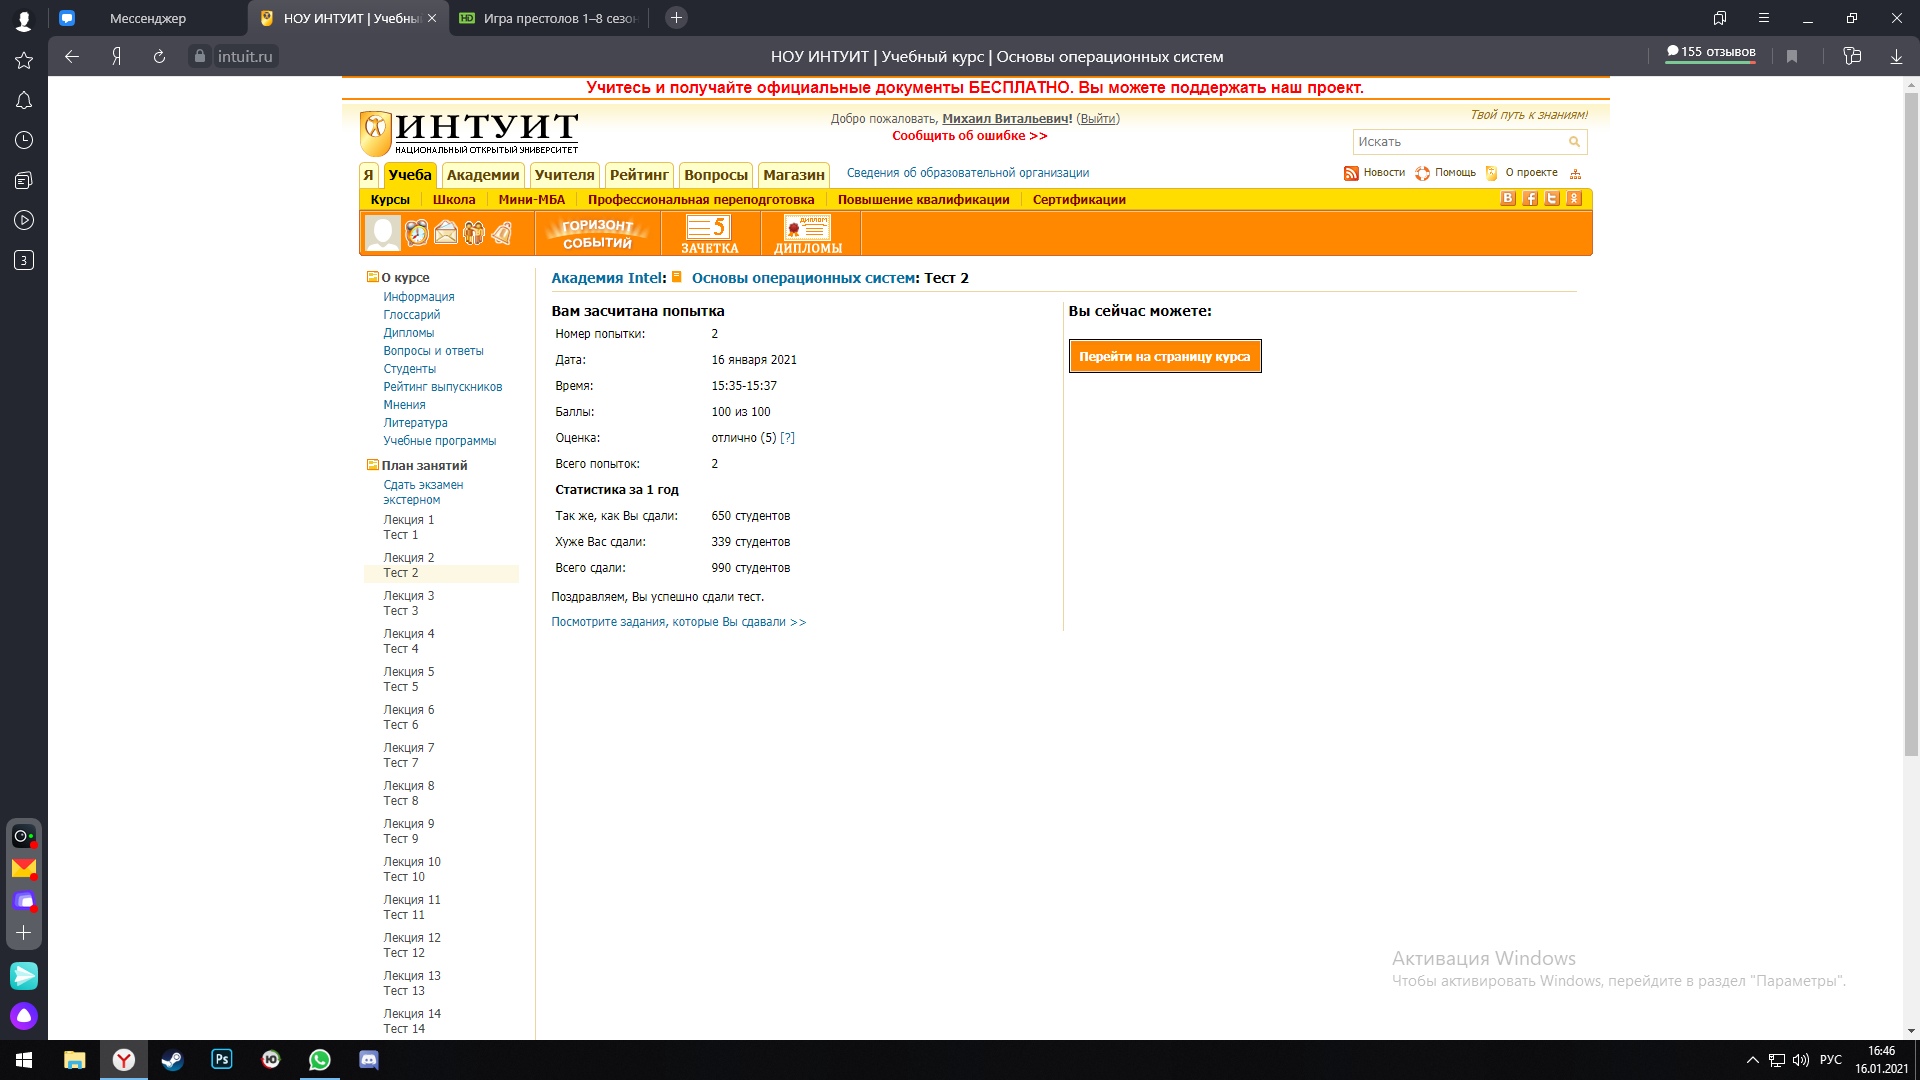 Мессенджер
НОУ ИНТУИТ | Учебны
Игра престолов 1–8 сезо
intuit.ru
НОУ ИНТУИТ | Учебный курс | Основы операционных систем
155 отзывов
3
Учитесь и получайте официальные документы БЕСПЛАТНО. Вы можете поддержать наш проект.
ИНТУИТ
НАЦИОНАЛЬНЫЙ ОТКРЫТЫЙ УНИВЕРСИТЕТ
Добро пожаловать, Михаил Витальевич! (Выйти)
Сообщить об ошибке >>
Твой путь к знаниям!
Искать
Я Учеба Академии Учителя Рейтинг Вопросы Магазин Сведения об образовательной организации
Новости Помощь О проекте
Курсы Школа Мини-МБА Профессиональная переподготовка Повышение квалификации Сертификации
ГОРИЗОНТ СОБЫТИЙ
5 ЗАЧЕТКА
ДИПЛОМ ДИПЛОМЫ
О курсе
Информация
Глоссарий
Дипломы
Вопросы и ответы
Студенты
Рейтинг выпускников
Мнения
Литература
Учебные программы
План занятий
Сдать экзамен
экстерном
Лекция 1
Тест 1
Лекция 2
Тест 2
Лекция 3
Тест 3
Лекция 4
Тест 4
Лекция 5
Тест 5
Лекция 6
Тест 6
Лекция 7
Тест 7
Лекция 8
Тест 8
Лекция 9
Тест 9
Лекция 10
Тест 10
Лекция 11
Тест 11
Лекция 12
Тест 12
Лекция 13
Тест 13
Лекция 14
Тест 14
Академия Intel: Основы операционных систем: Тест 2
Вам засчитана попытка
Номер попытки: 2
Дата: 16 января 2021
Время: 15:35-15:37
Баллы: 100 из 100
Оценка: отлично (5) [?]
Всего попыток: 2
Статистика за 1 год
Так же, как Вы сдали: 650 студентов
Хуже Вас сдали: 339 студентов
Всего сдали: 990 студентов
Поздравляем, Вы успешно сдали тест.
Посмотрите задания, которые Вы сдавали >>
Вы сейчас можете:
Перейти на страницу курса
Активация Windows
Чтобы активировать Windows, перейдите в раздел "Параметры".
РУС
16:46
16.01.2021